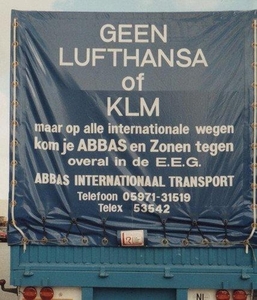 GEEN
LUFTHANSA
of
KLM
maar op alle internationale wegen
kom je ABBAS en Zonen tegen
overal in de E.E.G.
ABBAS INTERNATIONAAL TRANSPORT
Telefoon 05971-31519
Telex 53542
NL